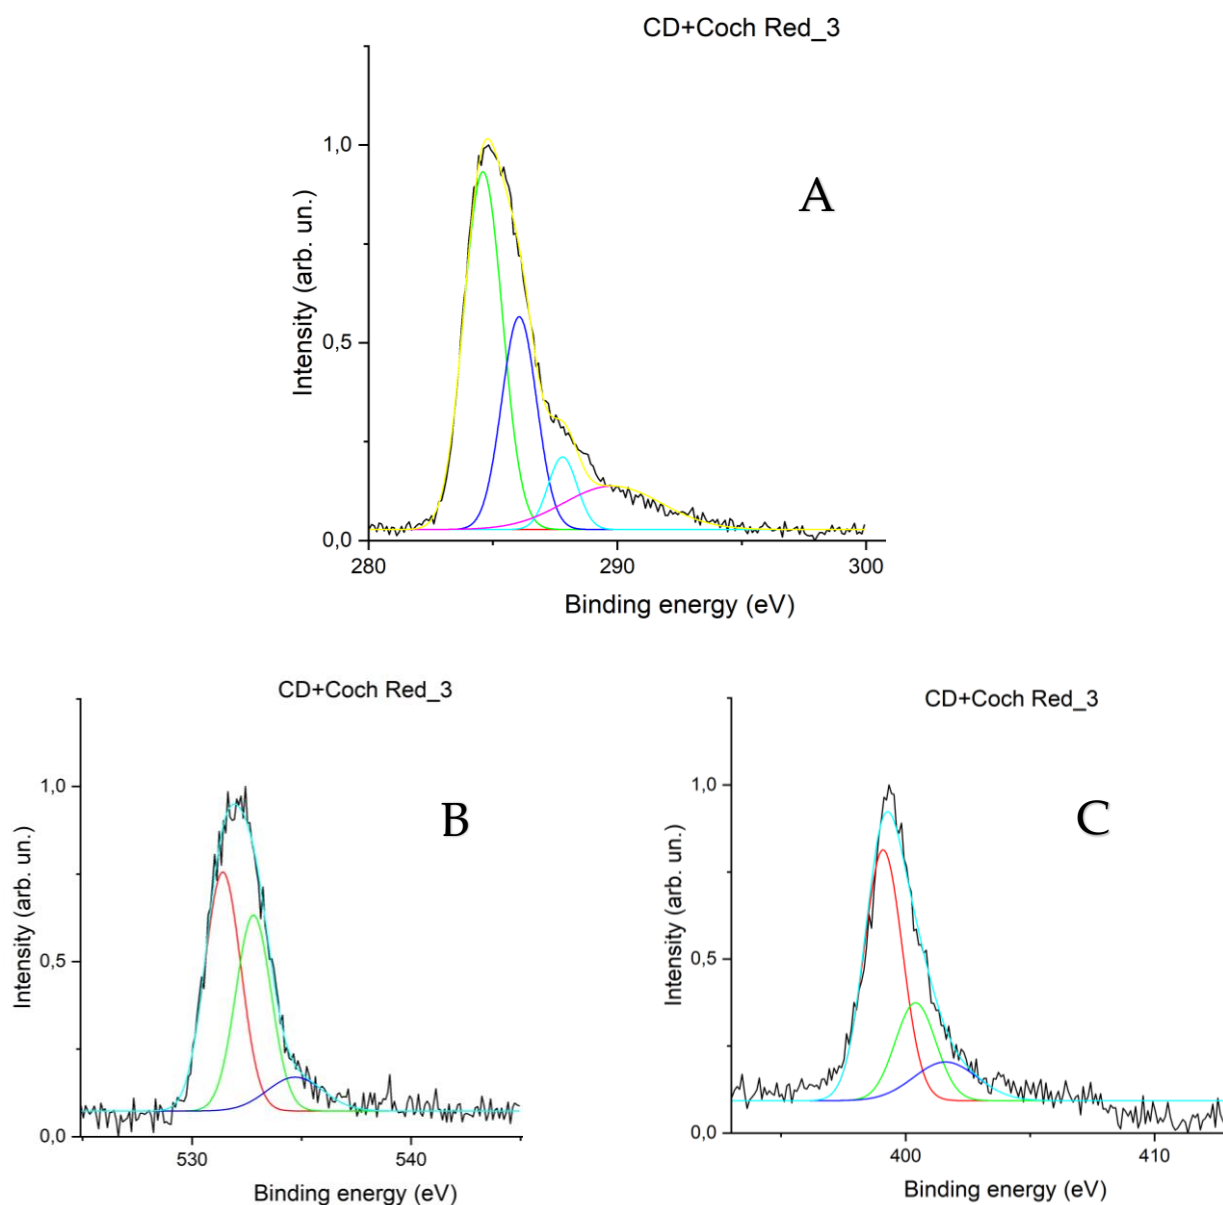 CD+Coch Red_3
1,0
A
Intensity (arb. un.)
0,5
0,0
280
290
300
Binding energy (eV)
CD+Coch Red_3
1,0
B
Intensity (arb. un.)
0,5
0,0
530
540
Binding energy (eV)
CD+Coch Red_3
1,0
C
Intensity (arb. un.)
0,5
0,0
400
410
Binding energy (eV)